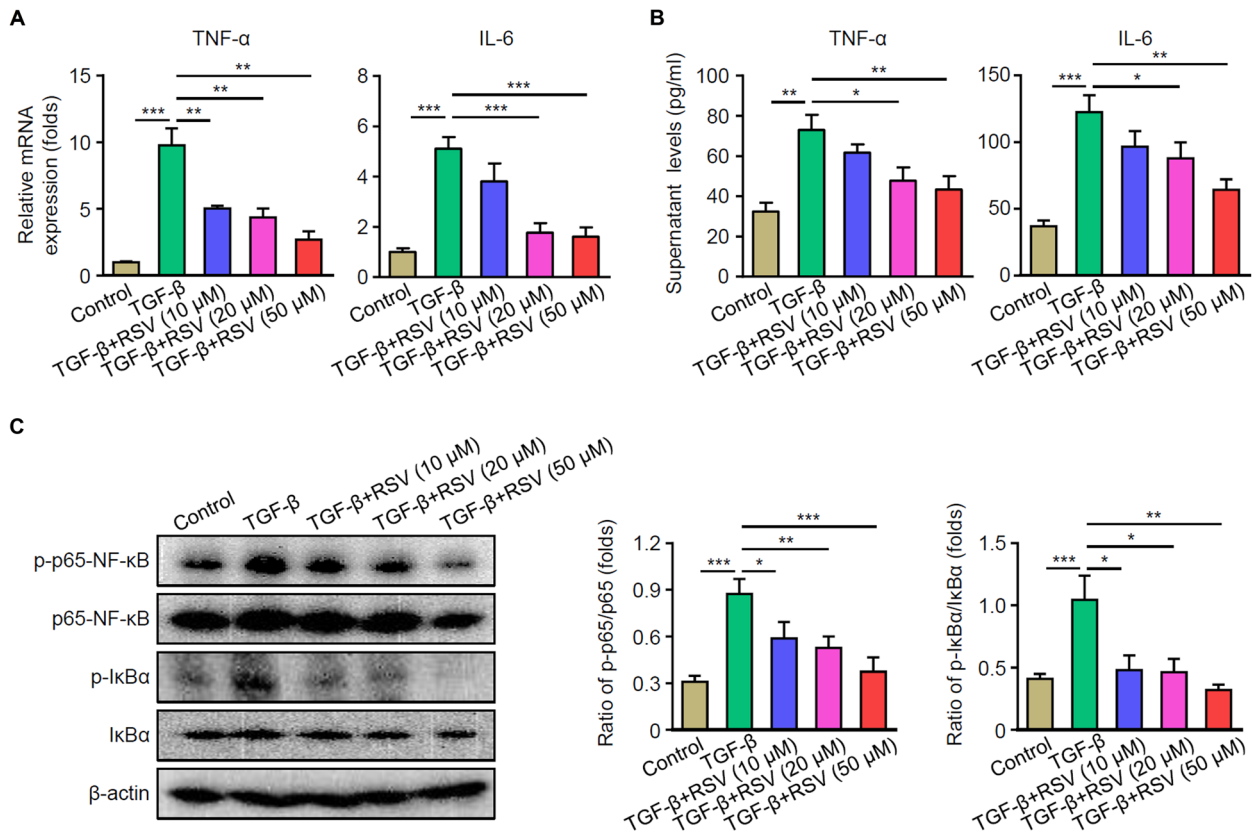 A
TNF-α
Relative mRNA
expression (folds)
15
10
5
0
***
**
**
**
Control
TGF-β
TGF-β+RSV (10 μM)
TGF-β+RSV (20 μM)
TGF-β+RSV (50 μM)
IL-6
8
6
4
2
0
***
***
***
Control
TGF-β
TGF-β+RSV (10 μM)
TGF-β+RSV (20 μM)
TGF-β+RSV (50 μM)
B
TNF-α
Supernatant levels (pg/ml)
100
80
60
40
20
0
**
*
**
Control
TGF-β
TGF-β+RSV (10 μM)
TGF-β+RSV (20 μM)
TGF-β+RSV (50 μM)
IL-6
150
100
50
0
***
*
**
Control
TGF-β
TGF-β+RSV (10 μM)
TGF-β+RSV (20 μM)
TGF-β+RSV (50 μM)
C
Control
TGF-β
TGF-β+RSV (10 μM)
TGF-β+RSV (20 μM)
TGF-β+RSV (50 μM)
p-p65-NF-κB
p65-NF-κB
p-IκBα
IκBα
β-actin
Ratio of p-p65/p65 (folds)
1.2
0.9
0.6
0.3
0
***
*
**
***
Control
TGF-β
TGF-β+RSV (10 μM)
TGF-β+RSV (20 μM)
TGF-β+RSV (50 μM)
Ratio of p-IκBα/IκBα (folds)
1.5
1.0
0.5
0
***
*
*
**
Control
TGF-β
TGF-β+RSV (10 μM)
TGF-β+RSV (20 μM)
TGF-β+RSV (50 μM)